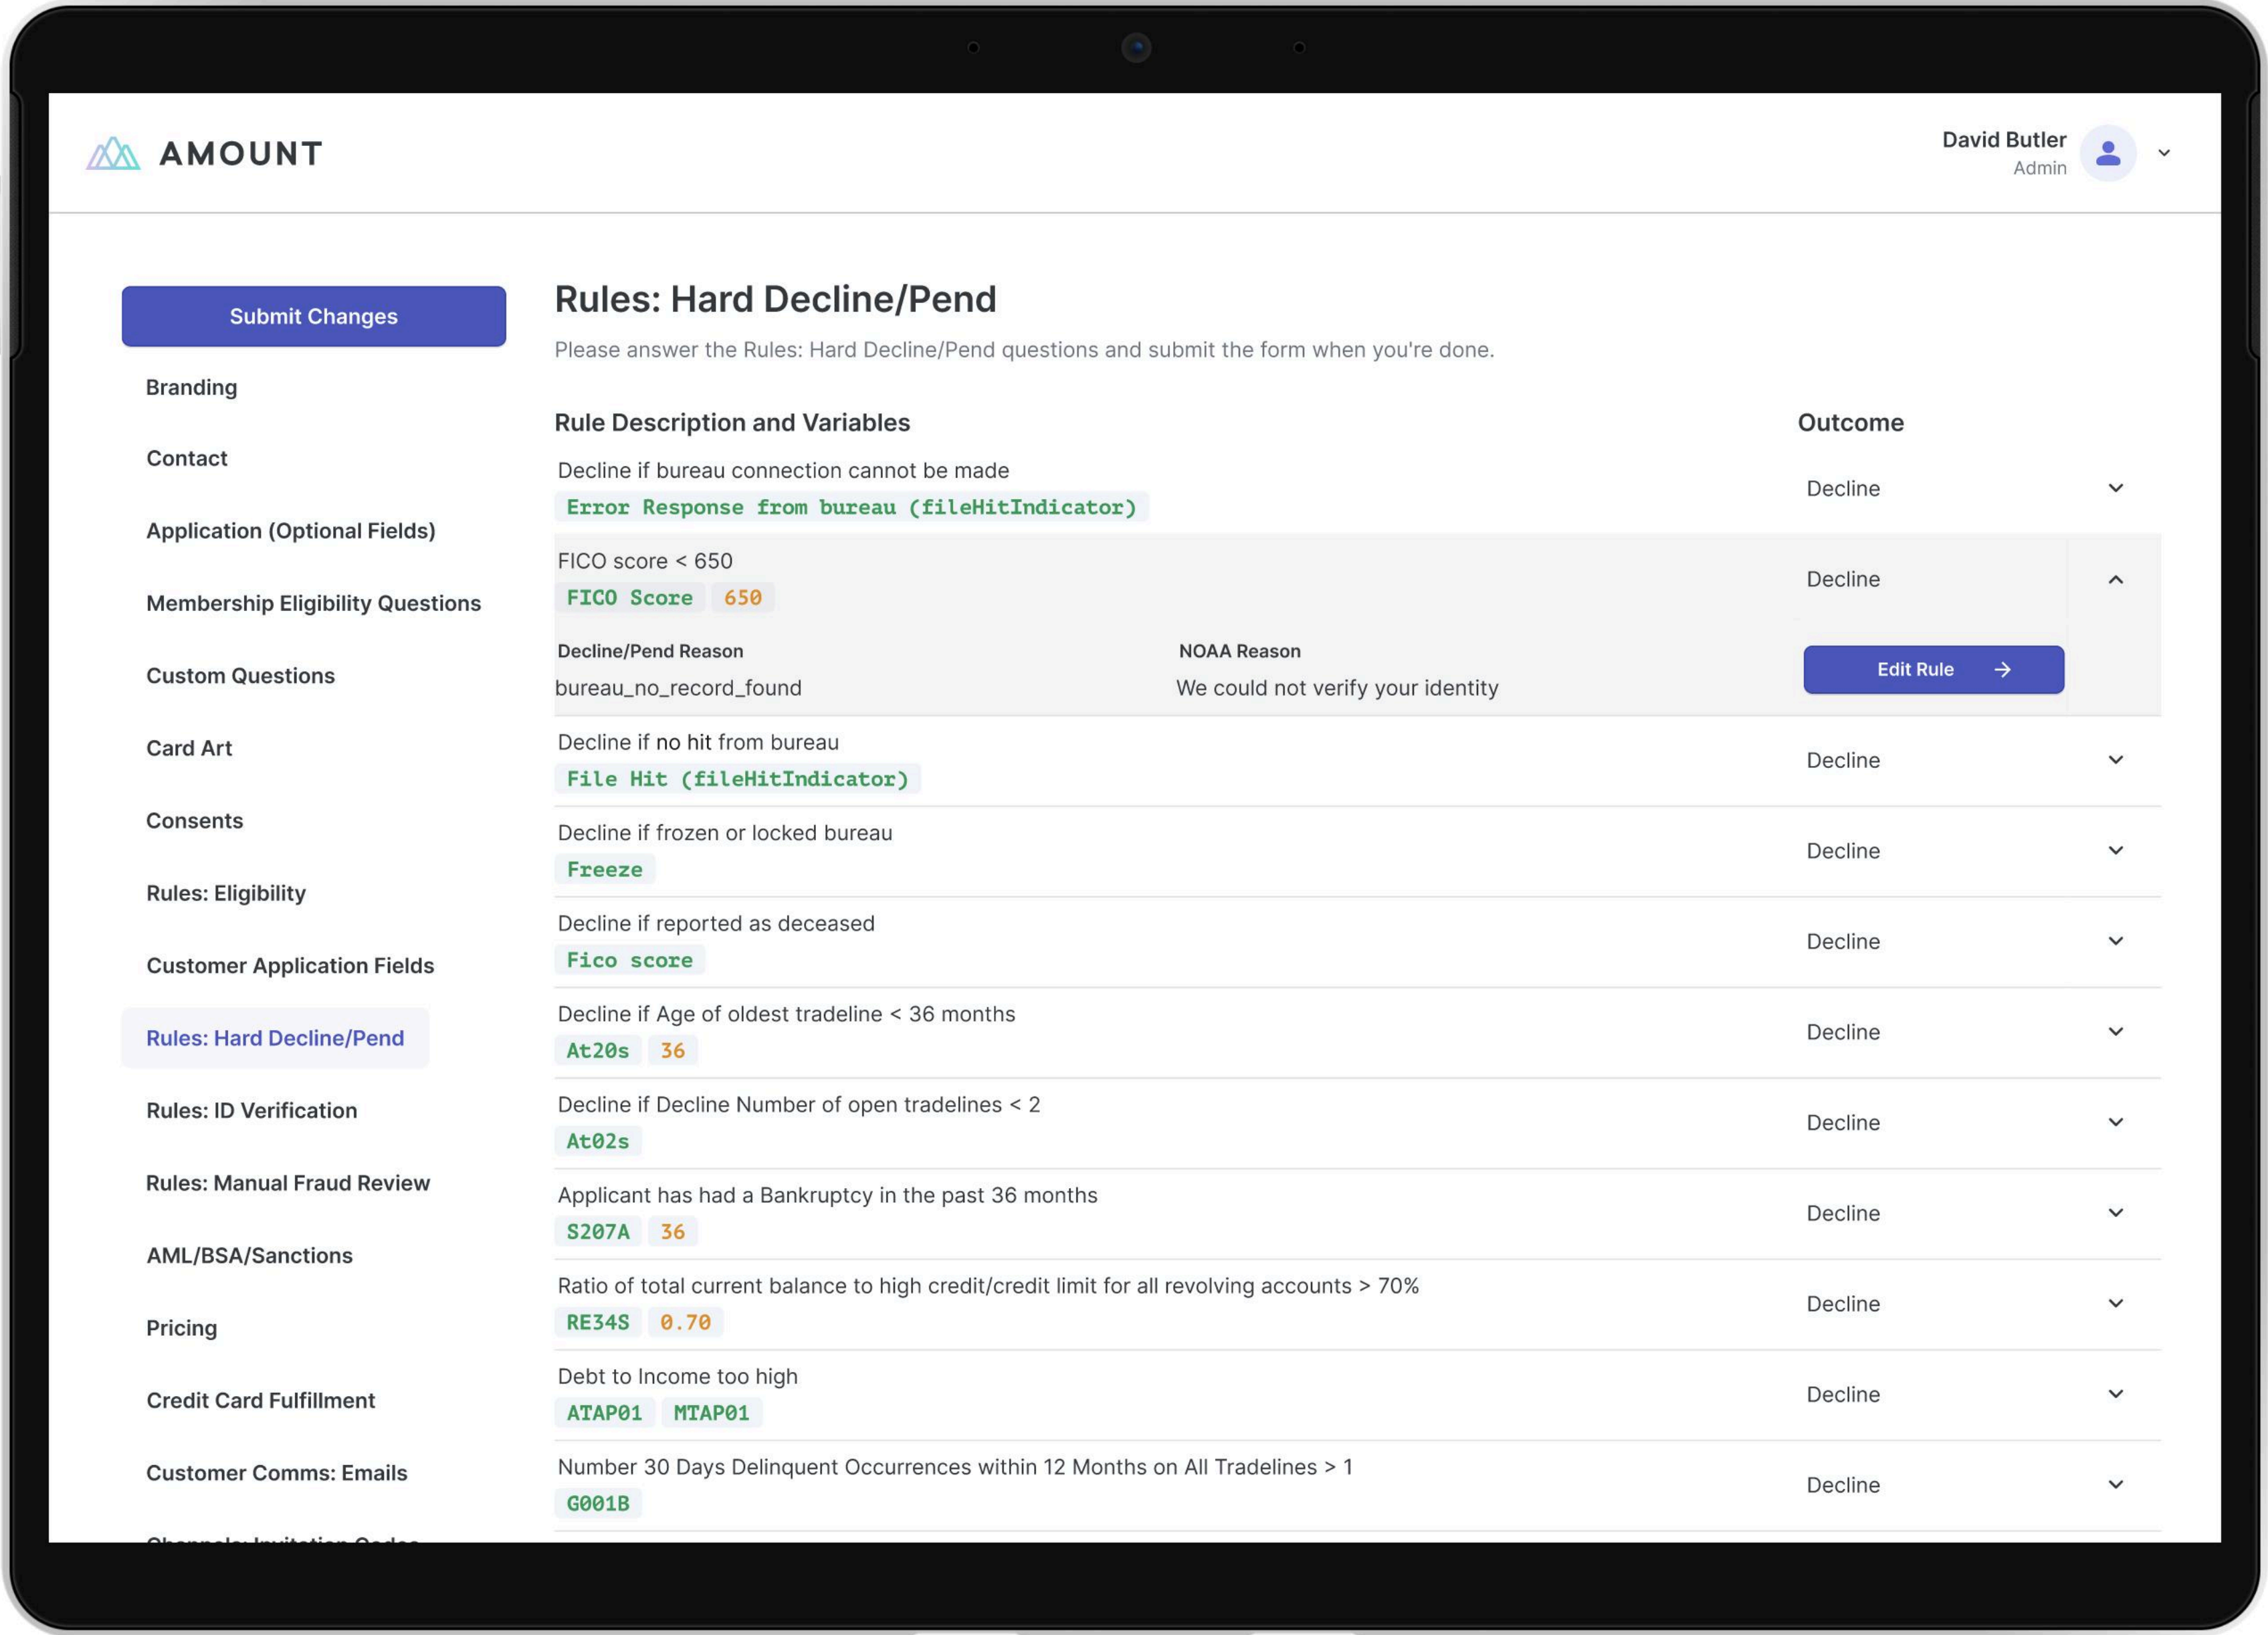 AMOUNT
David Butler
Admin
Submit Changes
Branding
Contact
Application (Optional Fields)
Membership Eligibility Questions
Custom Questions
Card Art
Consents
Rules: Eligibility
Customer Application Fields
Rules: Hard Decline/Pend
Rules: ID Verification
Rules: Manual Fraud Review
AML/BSA/Sanctions
Pricing
Credit Card Fulfillment
Customer Comms: Emails
Channels: Invitation Codes
Rules: Hard Decline/Pend
Please answer the Rules: Hard Decline/Pend questions and submit the form when you're done.
Rule Description and Variables Outcome
Decline if bureau connection cannot be made
Error Response from bureau (fileHitIndicator) Decline
FICO score < 650
FICO Score 650 Decline
Decline/Pend Reason NOAA Reason
bureau_no_record_found We could not verify your identity Edit Rule
Decline if no hit from bureau
File Hit (fileHitIndicator) Decline
Decline if frozen or locked bureau
Freeze Decline
Decline if reported as deceased
Fico score Decline
Decline if Age of oldest tradeline < 36 months
At20s 36 Decline
Decline if Decline Number of open tradelines < 2
At02s Decline
Applicant has had a Bankruptcy in the past 36 months
S207A 36 Decline
Ratio of total current balance to high credit/credit limit for all revolving accounts > 70%
RE34S 0.70 Decline
Debt to Income too high
ATAP01 MTAP01 Decline
Number 30 Days Delinquent Occurrences within 12 Months on All Tradelines > 1
G001B Decline